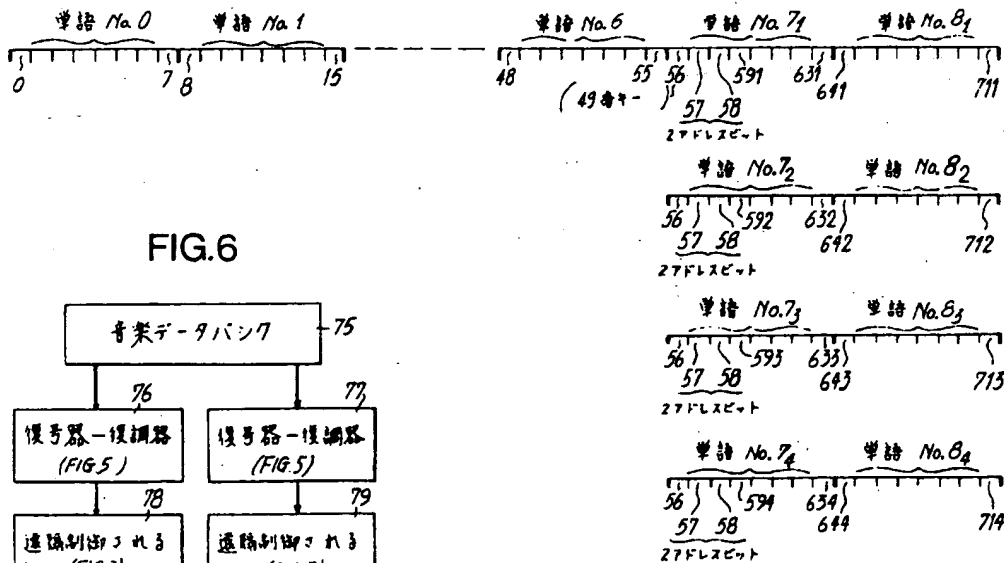 単語 No.0 単語 No.1 単語 No.6 単語 No.7₁ 単語 No.8₁
0 7 8 15 48 55 56 57 58 591 631 641 711
49番キー
2アドレスビット
単語 No.7₂ 単語 No.8₂
56 57 58 592 632 642 712
2アドレスビット
単語 No.7₃ 単語 No.8₃
56 57 58 593 633 643 713
2アドレスビット
単語 No.7₄ 単語 No.8₄
56 57 58 594 634 644 714
2アドレスビット
FIG.6
音楽データバンク 75
76 77
復号器-復調器 復号器-復調器
(FIG.5) (FIG.5)
78 79
遠隔制御される 遠隔制御される